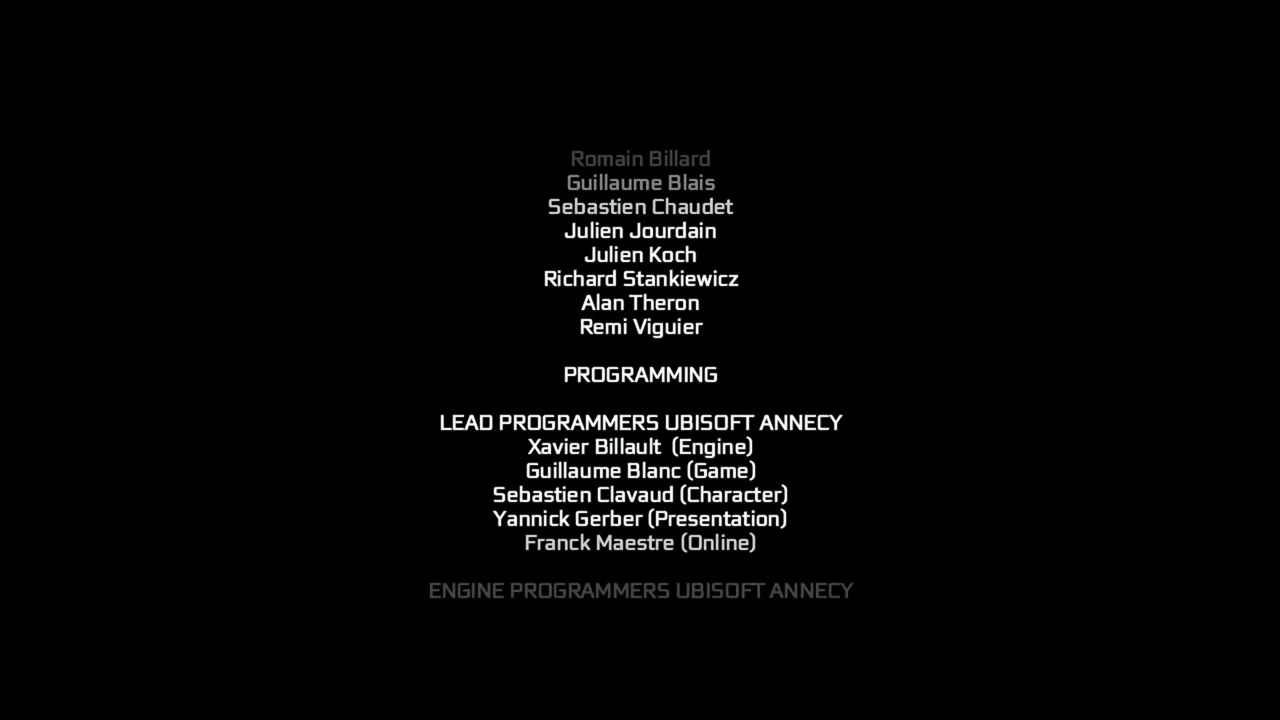 Romain Billard
Guillaume Blais
Sebastien Chaudet
Julien Jourdain
Julien Koch
Richard Stankiewicz
Alan Theron
Remi Viguier
PROGRAMMING
LEAD PROGRAMMERS UBISOFT ANNECY
Xavier Billault (Engine)
Guillaume Blanc (Game)
Sebastien Clavaud (Character)
Yannick Gerber (Presentation)
Franck Maestre (Online)
ENGINE PROGRAMMERS UBISOFT ANNECY